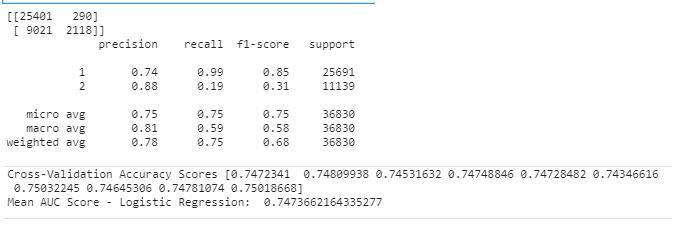 [[25401 290]
[ 9021 2118]]
precision recall f1-score support
1 0.74 0.99 0.85 25691
2 0.88 0.19 0.31 11139
micro avg 0.75 0.75 0.75 36830
macro avg 0.81 0.59 0.58 36830
weighted avg 0.78 0.75 0.68 36830
Cross-Validation Accuracy Scores [0.7472341 0.74809938 0.74531632 0.74748846 0.74728482 0.74346616
0.75032245 0.74645306 0.74781074 0.75018668]
Mean AUC Score - Logistic Regression: 0.7473662164335277